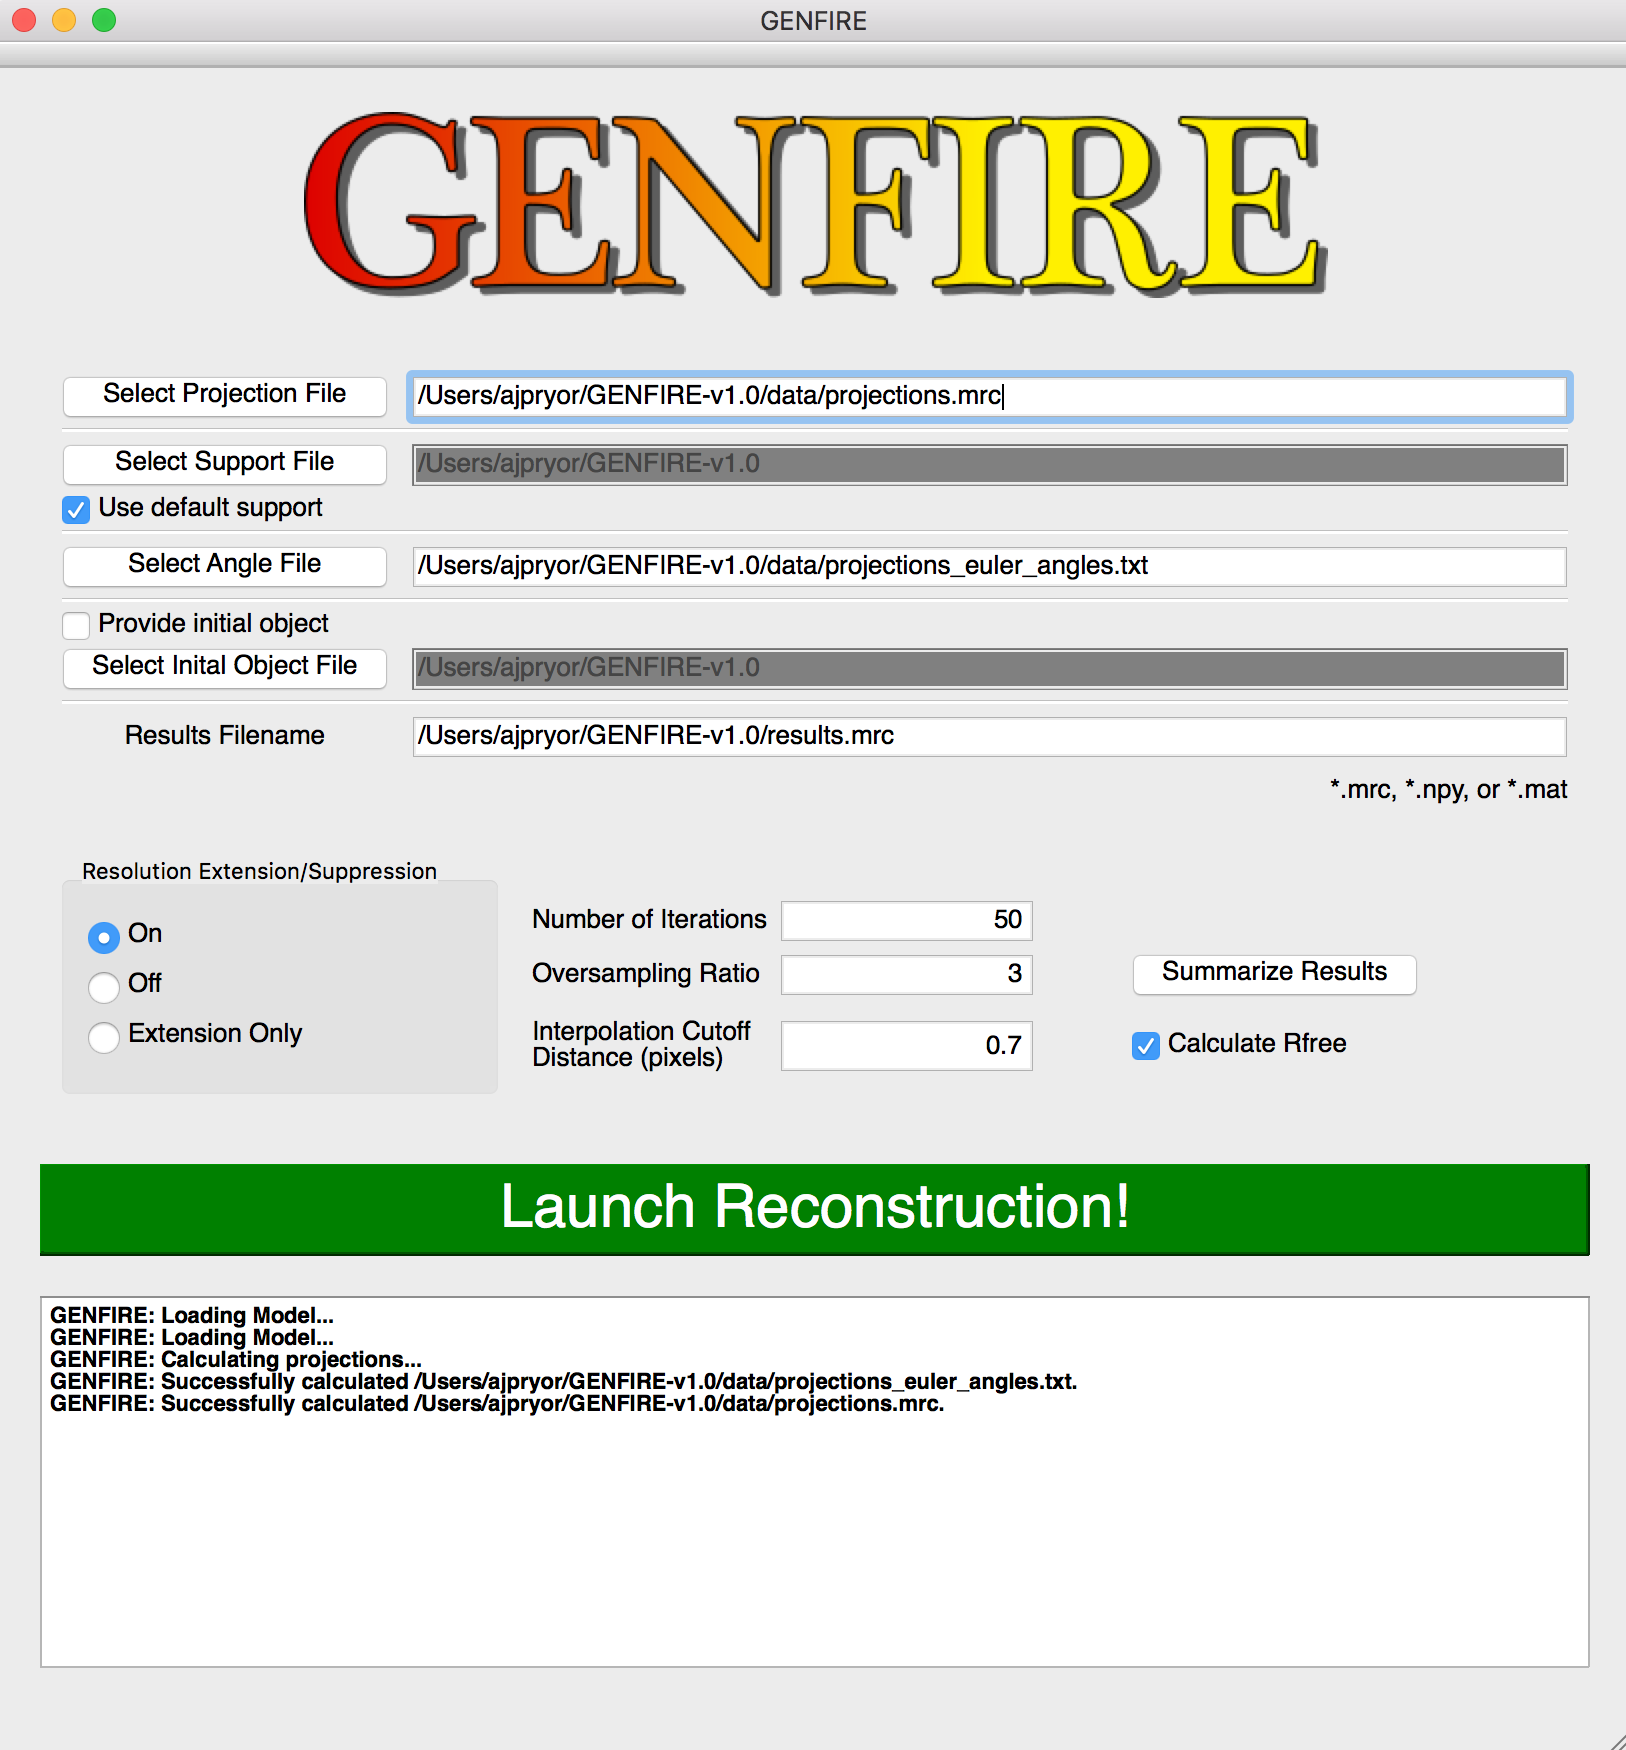 GENFIRE
GENFIRE
Select Projection File
/Users/ajpryor/GENFIRE-v1.0/data/projections.mrc
Select Support File
/Users/ajpryor/GENFIRE-v1.0
Use default support
Select Angle File
/Users/ajpryor/GENFIRE-v1.0/data/projections_euler_angles.txt
Provide initial object
Select Inital Object File
/Users/ajpryor/GENFIRE-v1.0
Results Filename
/Users/ajpryor/GENFIRE-v1.0/results.mrc
*.mrc, *.npy, or *.mat
Resolution Extension/Suppression
On
Off
Extension Only
Number of Iterations
50
Oversampling Ratio
3
Interpolation Cutoff
Distance (pixels)
0.7
Summarize Results
Calculate Rfree
Launch Reconstruction!
GENFIRE: Loading Model...
GENFIRE: Loading Model...
GENFIRE: Calculating projections...
GENFIRE: Successfully calculated /Users/ajpryor/GENFIRE-v1.0/data/projections_euler_angles.txt.
GENFIRE: Successfully calculated /Users/ajpryor/GENFIRE-v1.0/data/projections.mrc.